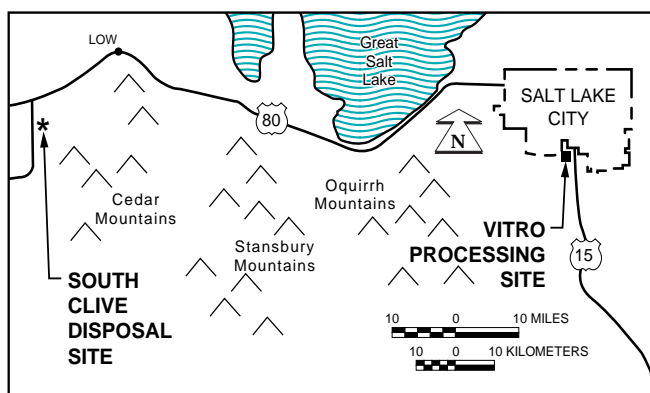 LOW
Great
Salt
Lake
80
N
SALT LAKE
CITY
Cedar
Mountains
Oquirrh
Mountains
Stansbury
Mountains
VITRO
PROCESSING
SITE
15
SOUTH
CLIVE
DISPOSAL
SITE
10 0 10 MILES
10 0 10 KILOMETERS